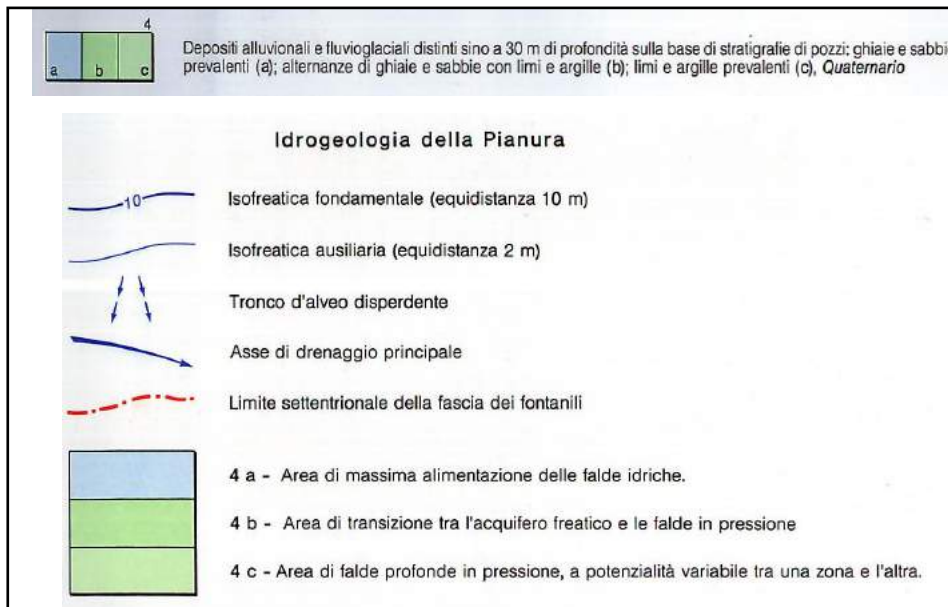 4
a b c
Depositi alluvionali e fluvioglaciali distinti sino a 30 m di profondità sulla base di stratigrafie di pozzi: ghiaie e sabbie
prevalenti (a); alternanze di ghiaie e sabbie con limi e argille (b); limi e argille prevalenti (c), Quaternario
Idrogeologia della Pianura
10
Isofreatica fondamentale (equidistanza 10 m)
Isofreatica ausiliaria (equidistanza 2 m)
Tronco d'alveo disperdente
Asse di drenaggio principale
Limite settentrionale della fascia dei fontanili
4 a - Area di massima alimentazione delle falde idriche.
4 b - Area di transizione tra l'acquifero freatico e le falde in pressione
4 c - Area di falde profonde in pressione, a potenzialità variabile tra una zona e l'altra.